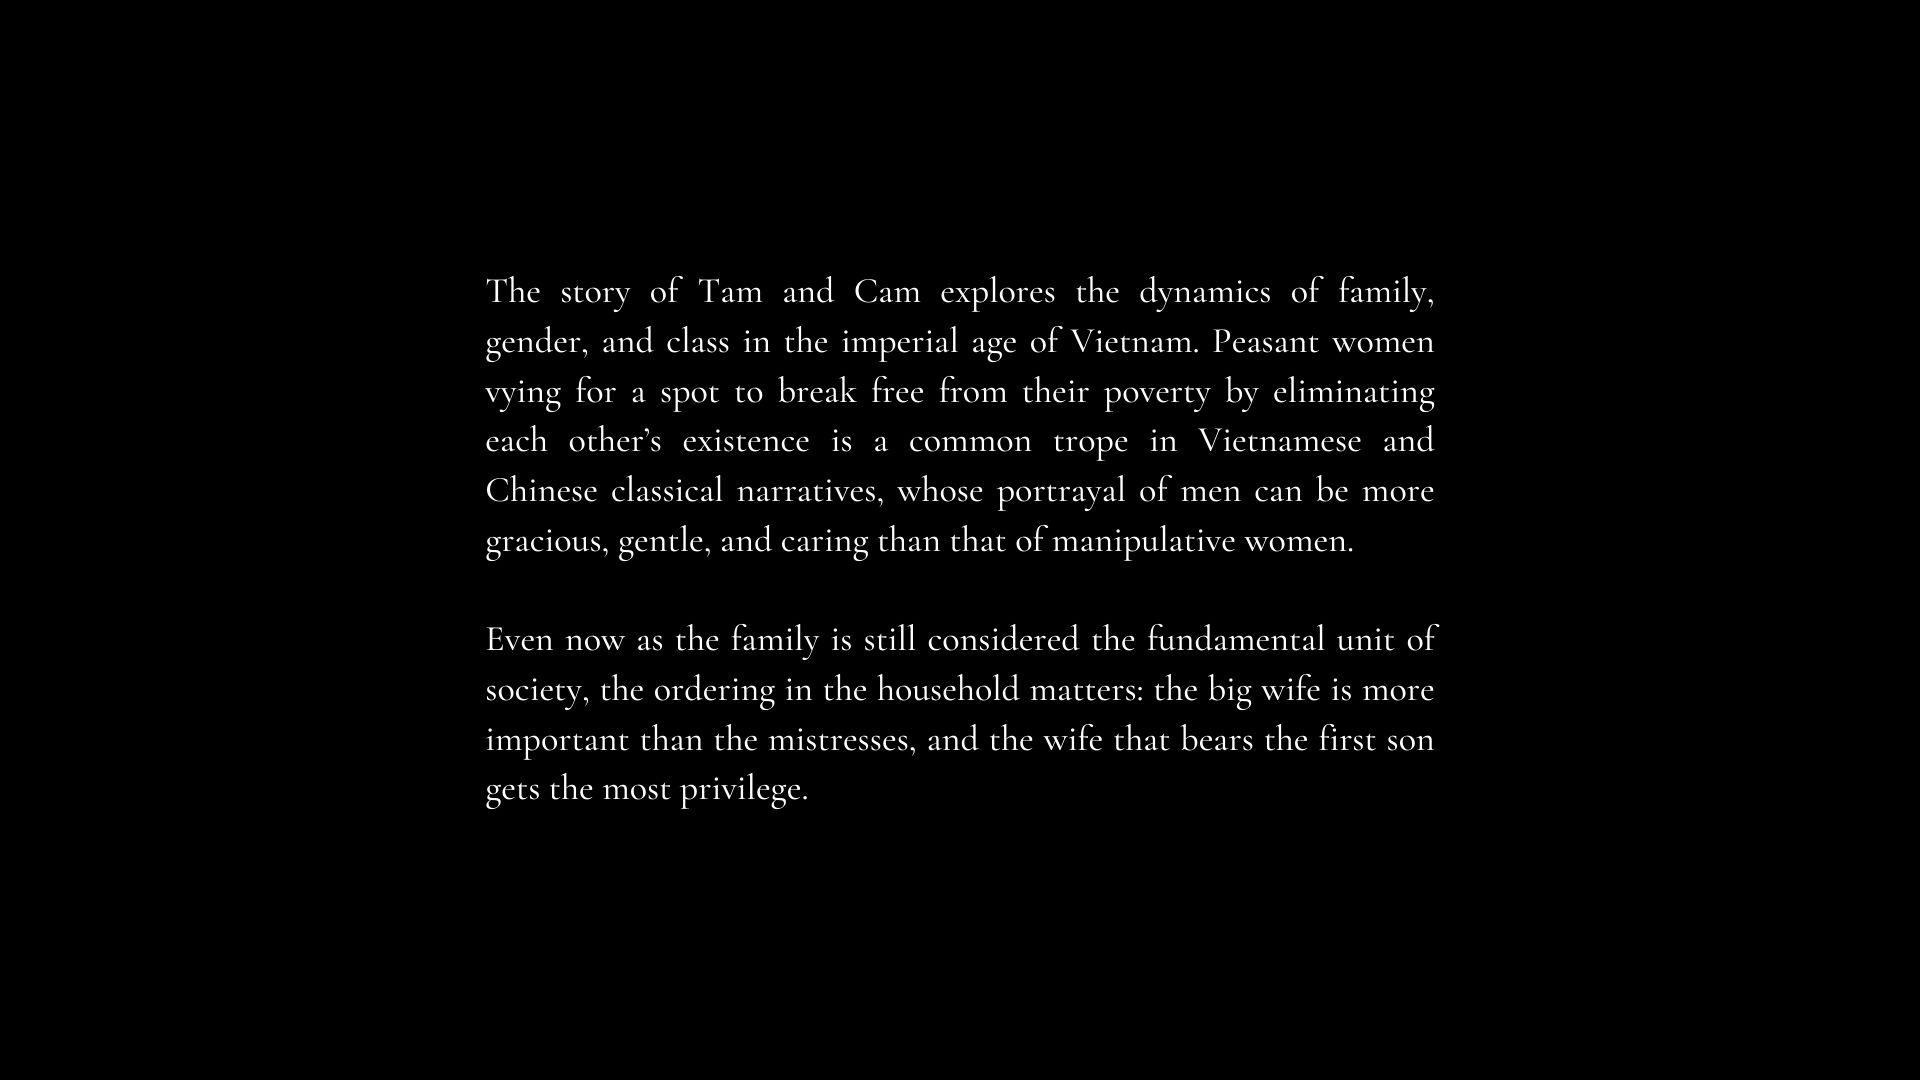 The story of Tam and Cam explores the dynamics of family,
gender, and class in the imperial age of Vietnam. Peasant women
vying for a spot to break free from their poverty by eliminating
each other’s existence is a common trope in Vietnamese and
Chinese classical narratives, whose portrayal of men can be more
gracious, gentle, and caring than that of manipulative women.
Even now as the family is still considered the fundamental unit of
society, the ordering in the household matters: the big wife is more
important than the mistresses, and the wife that bears the first son
gets the most privilege.